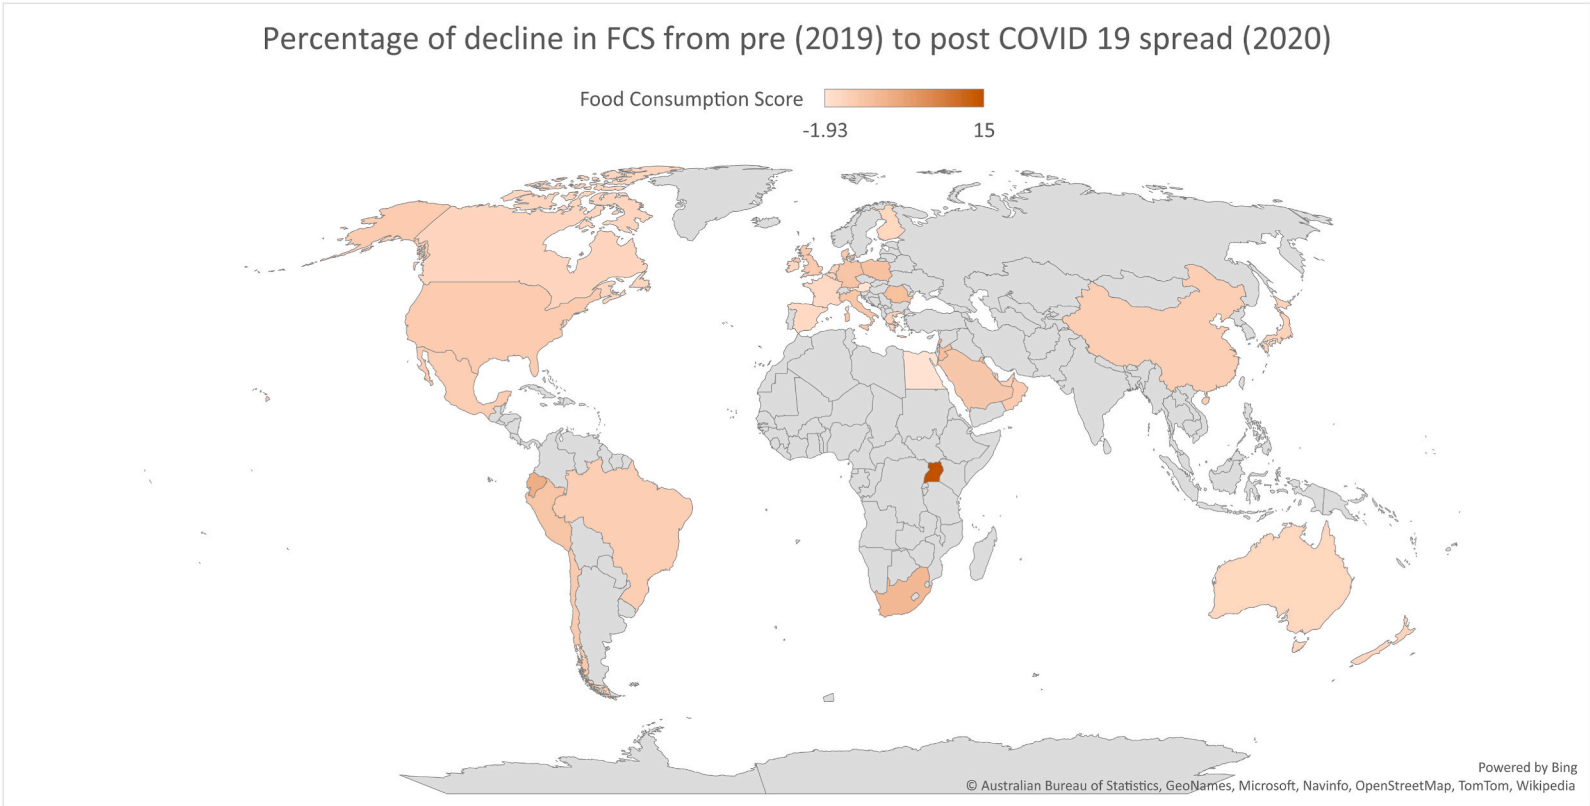 Percentage of decline in FCS from pre (2019) to post COVID 19 spread (2020)
Food Consumption Score
-1.93 15
Powered by Bing
© Australian Bureau of Statistics, GeoNames, Microsoft, Navinfo, OpenStreetMap, TomTom, Wikipedia